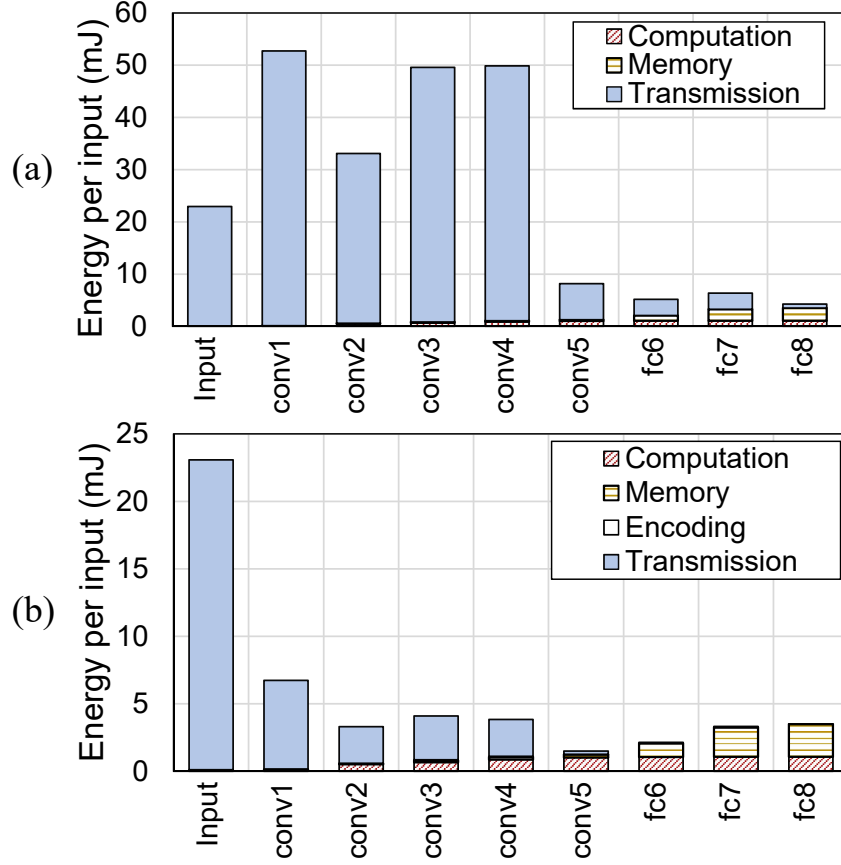 (a)
Energy per input (mJ)
60
50
40
30
20
10
0
Computation
Memory
Transmission
Input
conv1
conv2
conv3
conv4
conv5
fc6
fc7
fc8
(b)
Energy per input (mJ)
25
20
15
10
5
0
Computation
Memory
Encoding
Transmission
Input
conv1
conv2
conv3
conv4
conv5
fc6
fc7
fc8